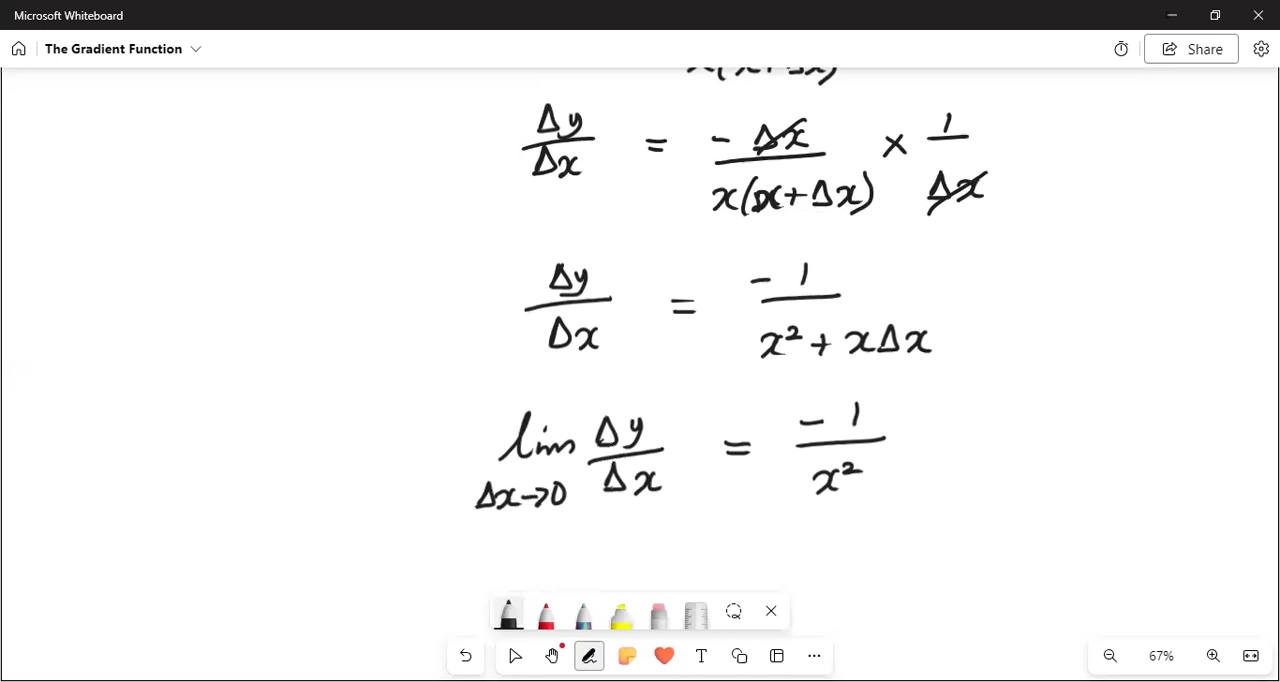 Microsoft Whiteboard
The Gradient Function
Share
x(x+Δx)
Δy/Δx = -Δx/x(x+Δx) × 1/Δx
Δy/Δx = -1/x²+xΔx
lim Δx→0 Δy/Δx = -1/x²
67%